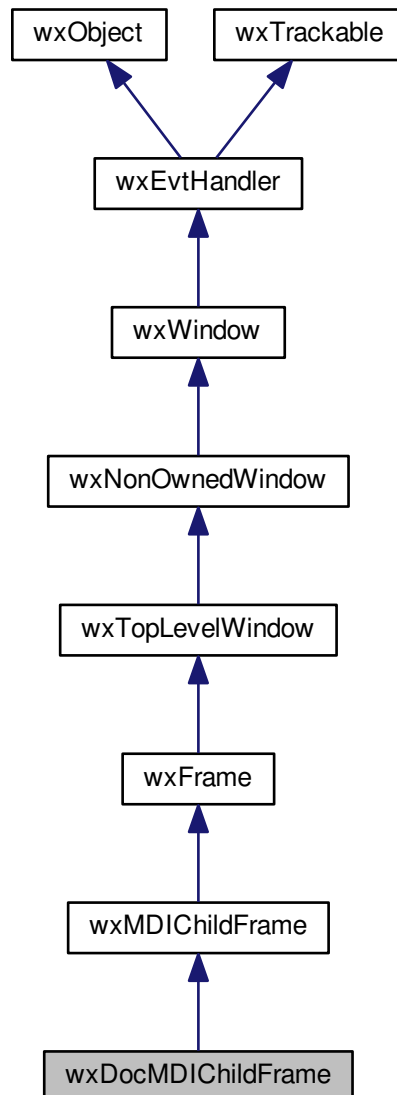 wxObject
wxTrackable
wxEvtHandler
wxWindow
wxNonOwnedWindow
wxTopLevelWindow
wxFrame
wxMDIChildFrame
wxDocMDIChildFrame